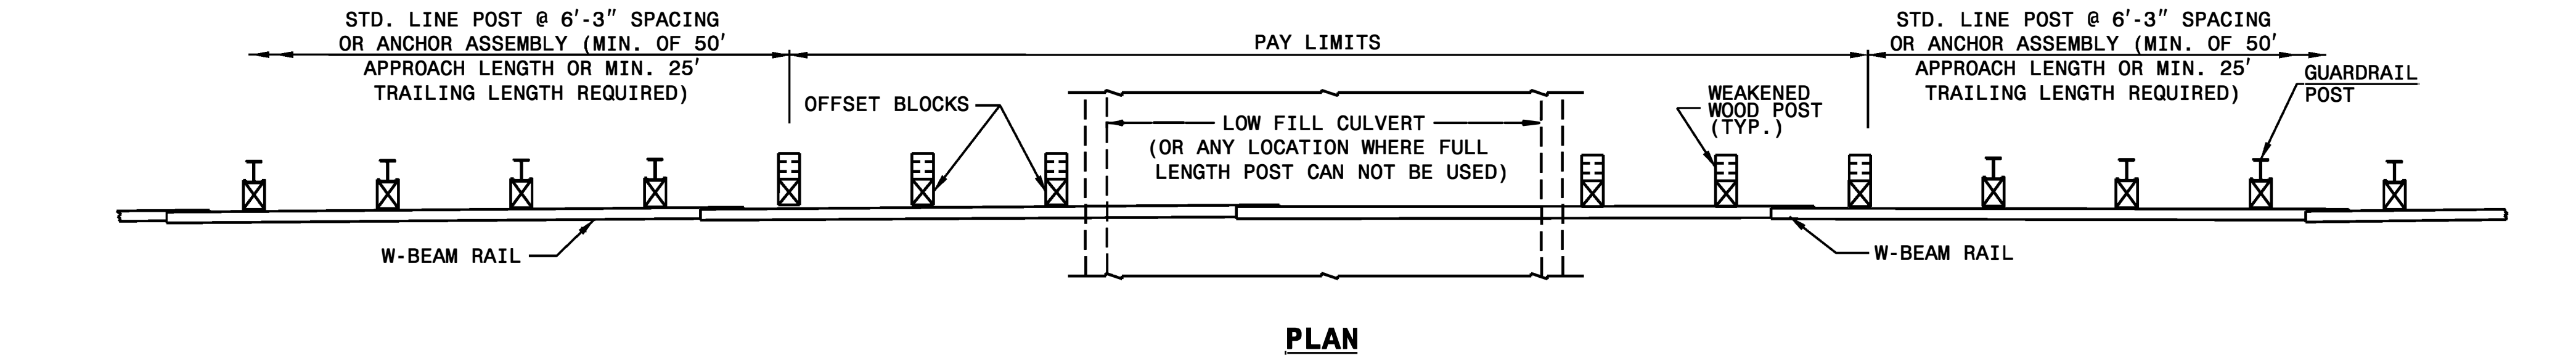 STD. LINE POST @ 6'-3" SPACING
OR ANCHOR ASSEMBLY (MIN. OF 50'
APPROACH LENGTH OR MIN. 25'
TRAILING LENGTH REQUIRED)
PAY LIMITS
STD. LINE POST @ 6'-3" SPACING
OR ANCHOR ASSEMBLY (MIN. OF 50'
APPROACH LENGTH OR MIN. 25'
TRAILING LENGTH REQUIRED)
GUARDRAIL
POST
OFFSET BLOCKS
WEAKENED
WOOD POST
(TYP.)
LOW FILL CULVERT
(OR ANY LOCATION WHERE FULL
LENGTH POST CAN NOT BE USED)
W-BEAM RAIL
W-BEAM RAIL
PLAN